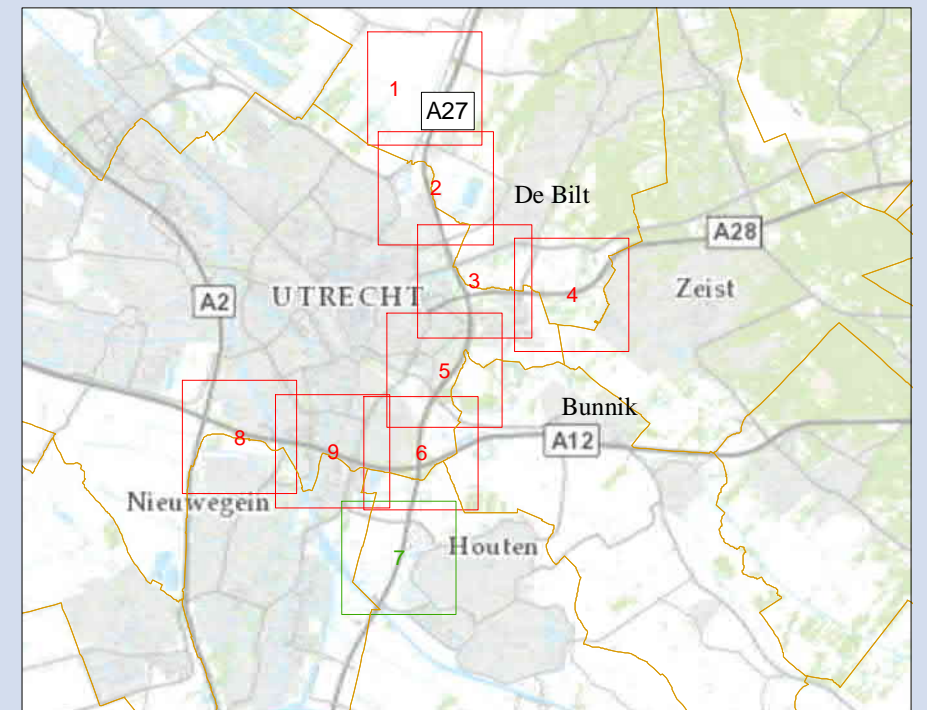 1
A27
2
De Bilt
A28
3
4
Zeist
A2
UTRECHT
5
Bunnik
8
9
6
A12
Nieuwegein
7
Houten